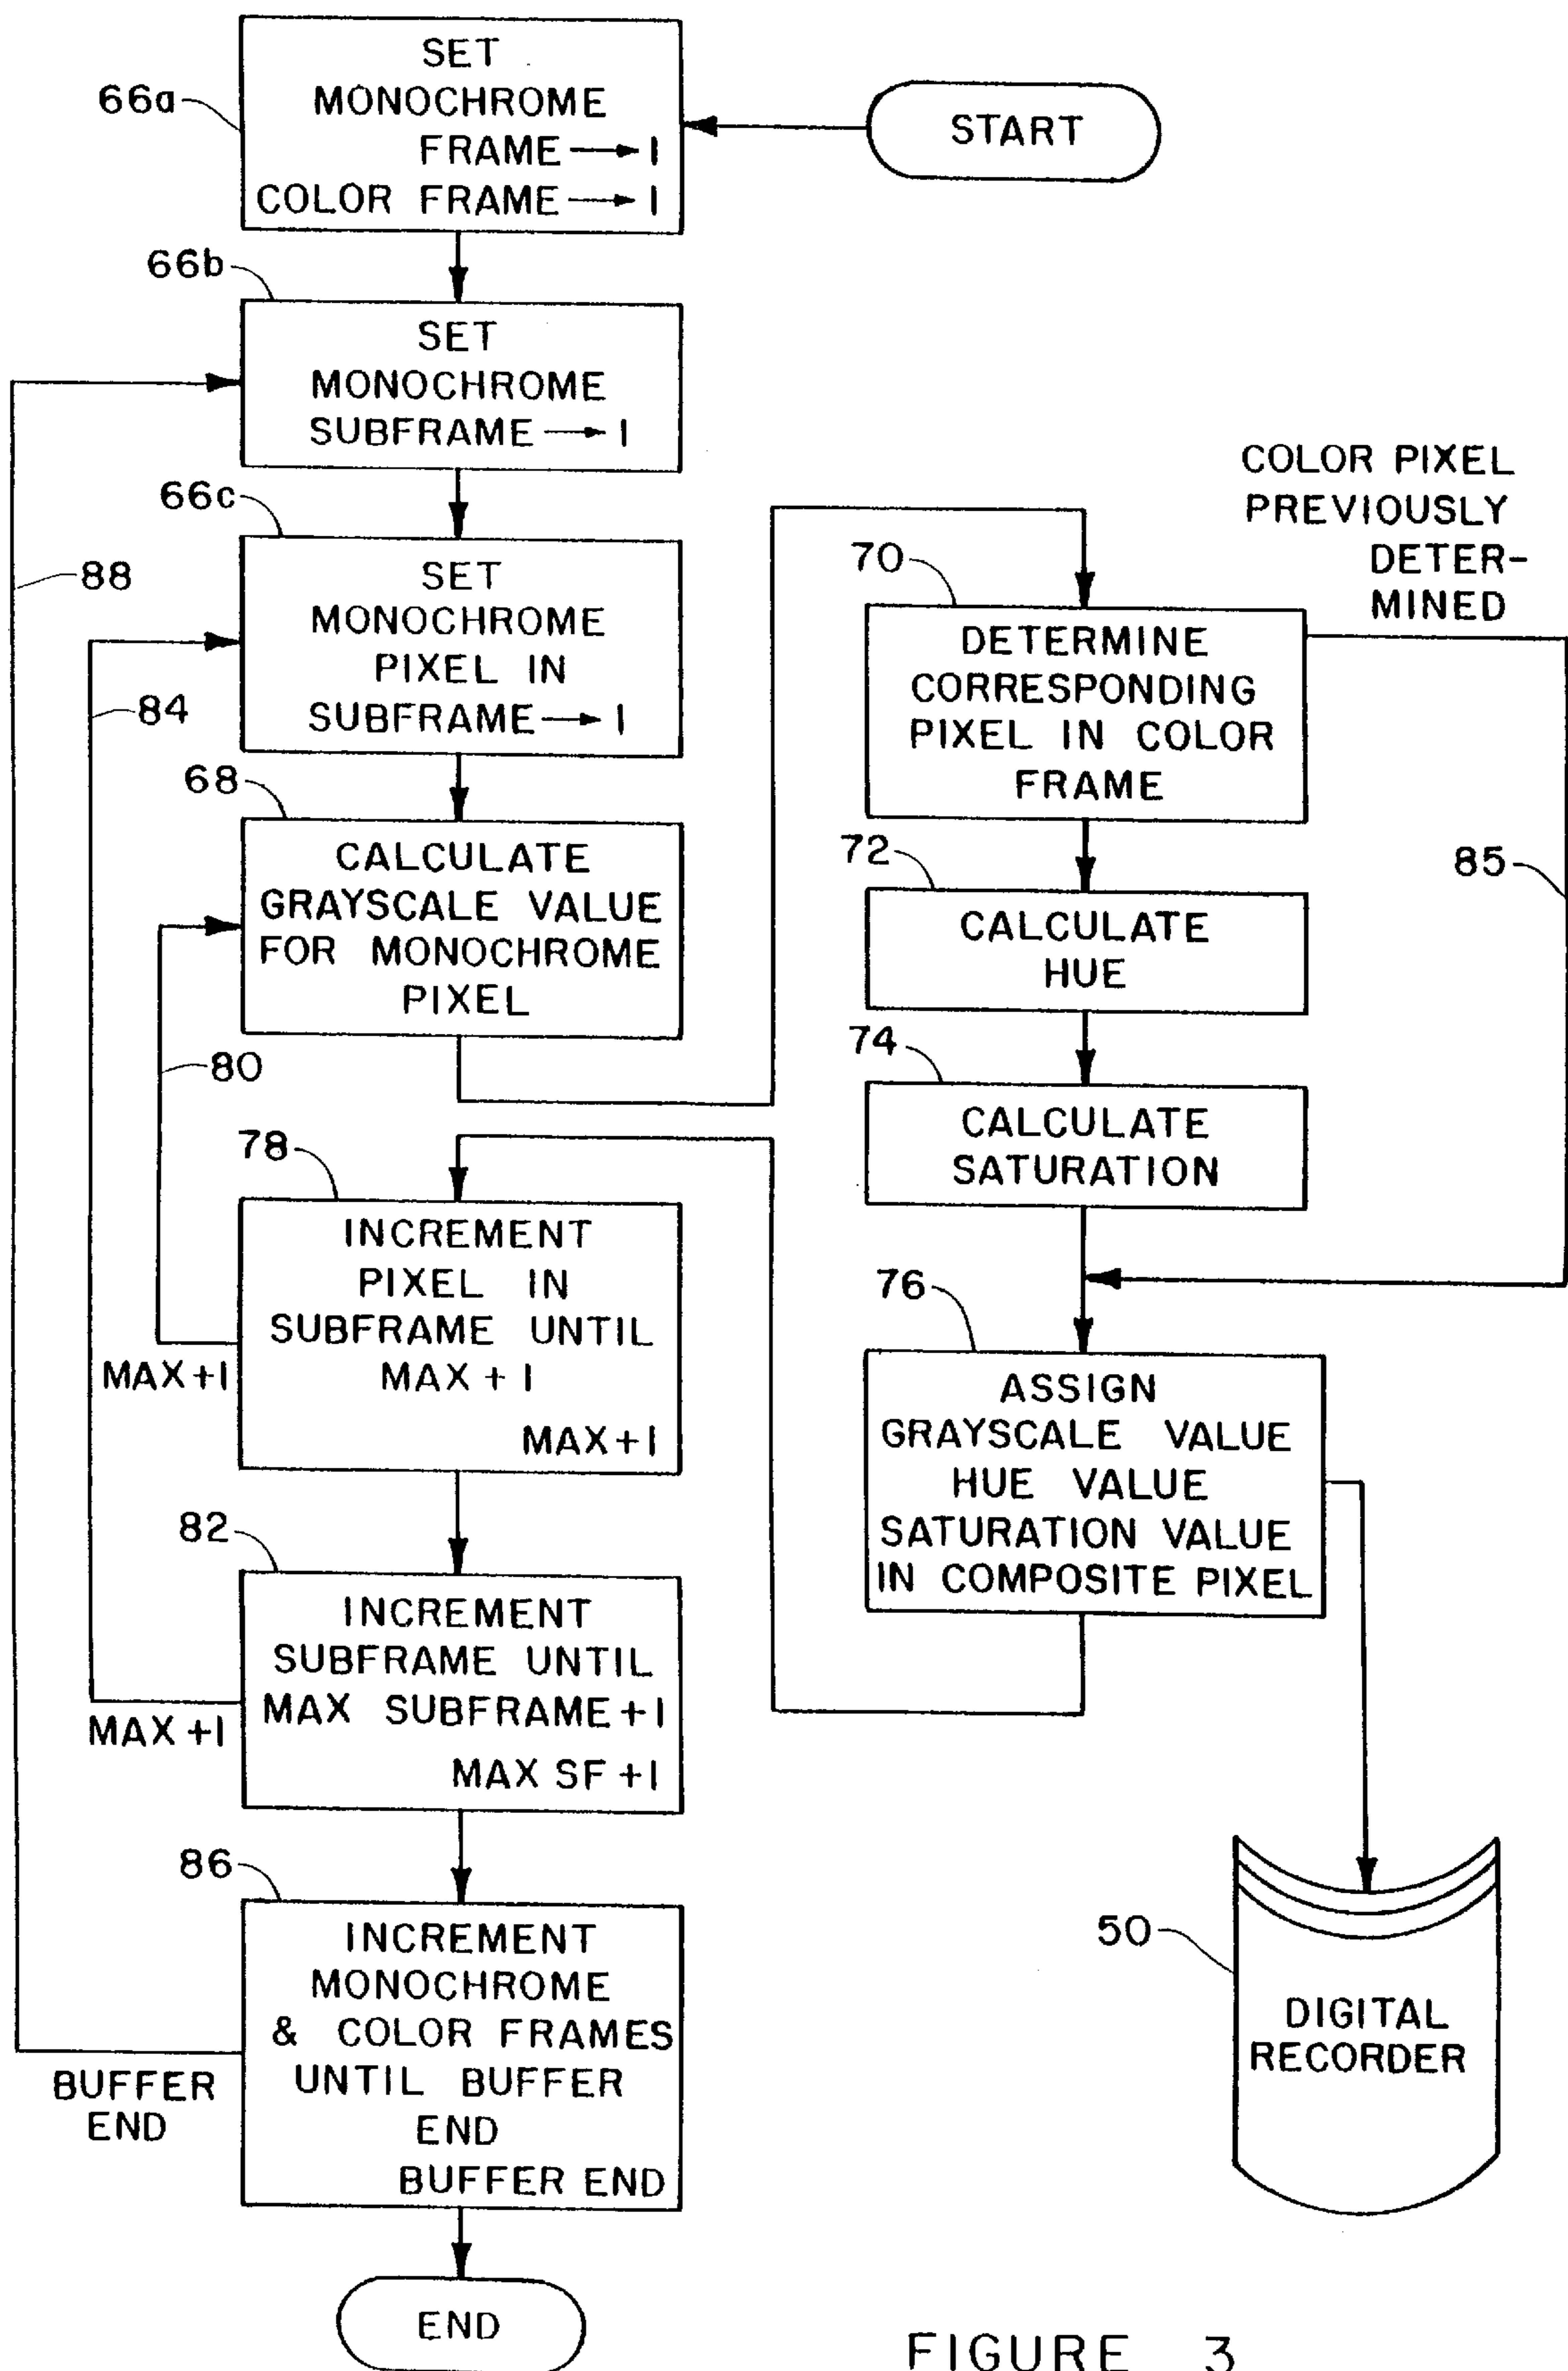 66a
SET
MONOCHROME
FRAME → 1
COLOR FRAME → 1
START
66b
SET
MONOCHROME
SUBFRAME → 1
66c
SET
MONOCHROME
PIXEL IN
SUBFRAME → 1
88
84
68
CALCULATE
GRAYSCALE VALUE
FOR MONOCHROME
PIXEL
80
COLOR PIXEL
PREVIOUSLY
DETER-
MINED
70
DETERMINE
CORRESPONDING
PIXEL IN COLOR
FRAME
85
72
CALCULATE
HUE
74
CALCULATE
SATURATION
76
ASSIGN
GRAYSCALE VALUE
HUE VALUE
SATURATION VALUE
IN COMPOSITE PIXEL
78
INCREMENT
PIXEL IN
SUBFRAME UNTIL
MAX + 1
MAX+1
MAX+1
82
INCREMENT
SUBFRAME UNTIL
MAX SUBFRAME+1
MAX SF +1
MAX +1
86
INCREMENT
MONOCHROME
& COLOR FRAMES
UNTIL BUFFER
END
BUFFER END
BUFFER
END
END
50
DIGITAL
RECORDER
FIGURE 3